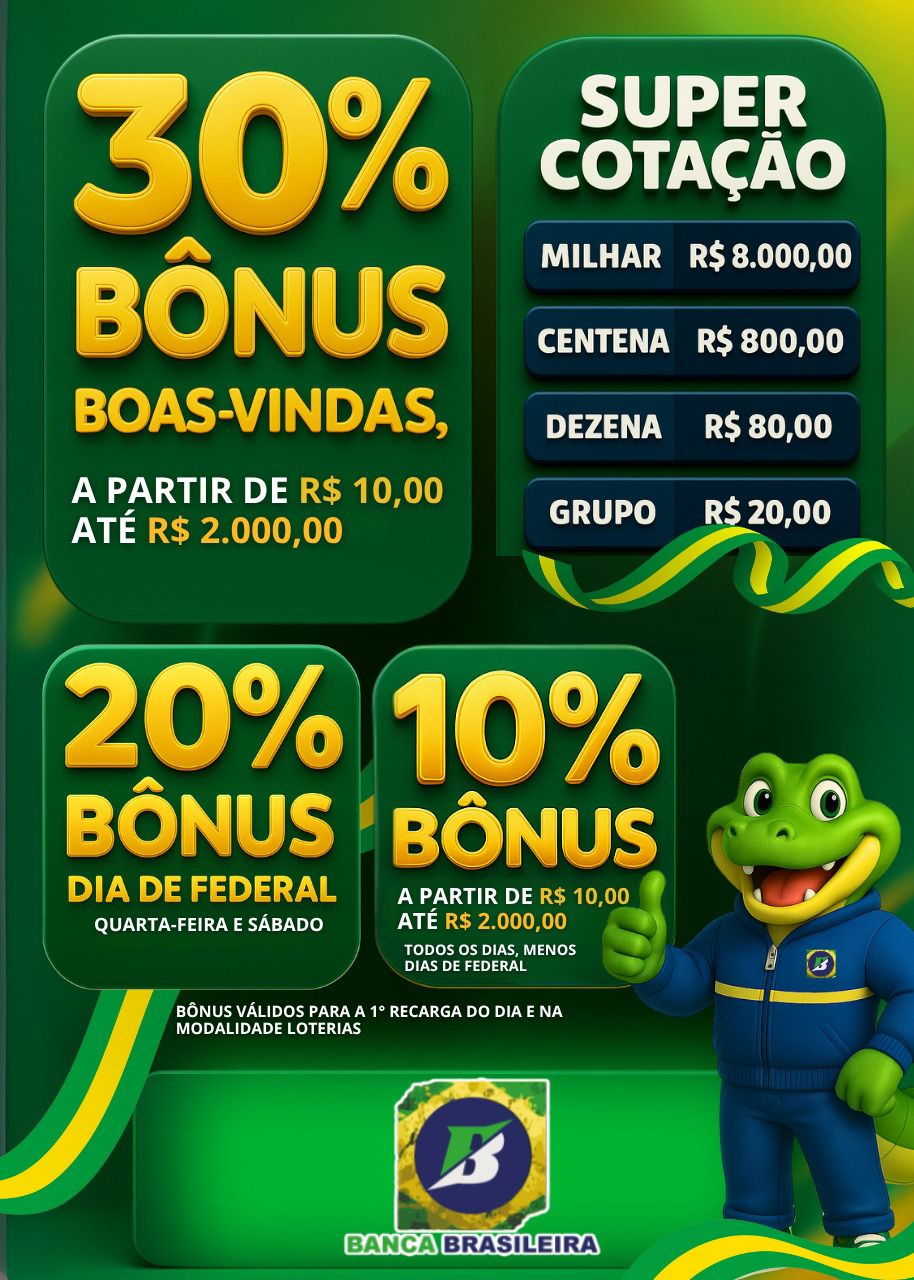 30%
BÔNUS
BOAS-VINDAS,
A PARTIR DE R$ 10,00
ATÉ R$ 2.000,00
SUPER
COTAÇÃO
MILHAR R$ 8.000,00
CENTENA R$ 800,00
DEZENA R$ 80,00
GRUPO R$ 20,00
20%
BÔNUS
DIA DE FEDERAL
QUARTA-FEIRA E SÁBADO
10%
BÔNUS
A PARTIR DE R$ 10,00
ATÉ R$ 2.000,00
TODOS OS DIAS, MENOS
DIAS DE FEDERAL
BÔNUS VÁLIDOS PARA A 1° RECARGA DO DIA E NA
MODALIDADE LOTERIAS
B
B
BANCA BRASILEIRA